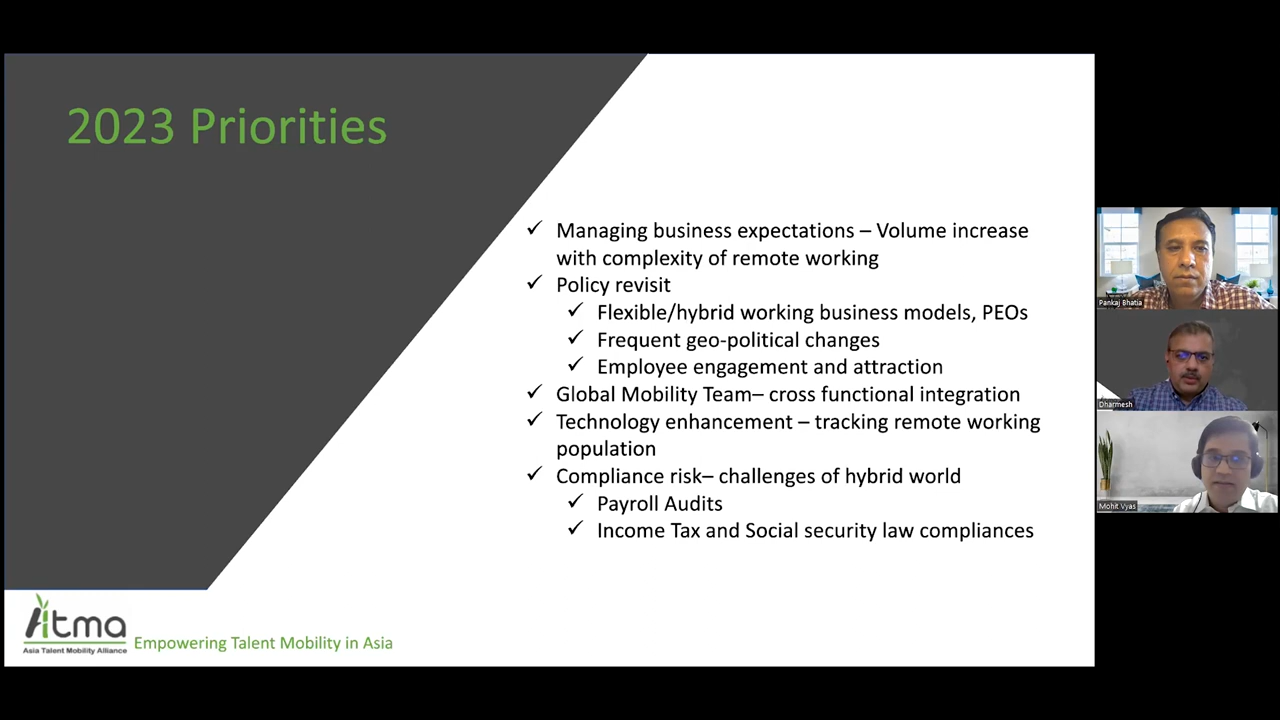 2023 Priorities
✓ Managing business expectations – Volume increase
with complexity of remote working
✓ Policy revisit
✓ Flexible/hybrid working business models, PEOs
✓ Frequent geo-political changes
✓ Employee engagement and attraction
✓ Global Mobility Team– cross functional integration
✓ Technology enhancement – tracking remote working
population
✓ Compliance risk– challenges of hybrid world
✓ Payroll Audits
✓ Income Tax and Social security law compliances
Aitma
Asia Talent Mobility Alliance
Empowering Talent Mobility in Asia
Pankaj Bhatia
Dharmesh
Mohit Vyas